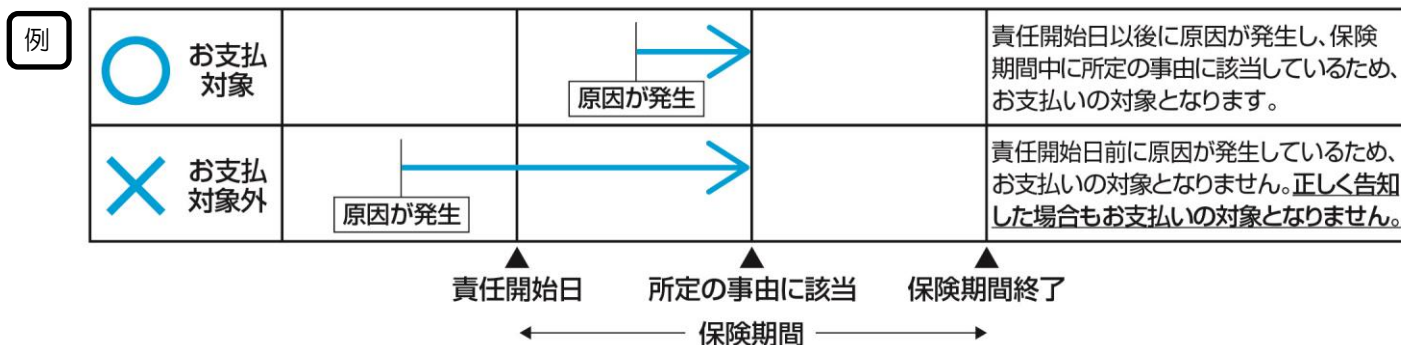 例
お支払
対象
原因が発生
責任開始日以後に原因が発生し、保険
期間中に所定の事由に該当しているため、
お支払いの対象となります。
お支払
対象外
原因が発生
責任開始日前に原因が発生しているため、
お支払いの対象となりません。正しく告知
した場合もお支払いの対象となりません。
責任開始日
所定の事由に該当
保険期間終了
保険期間